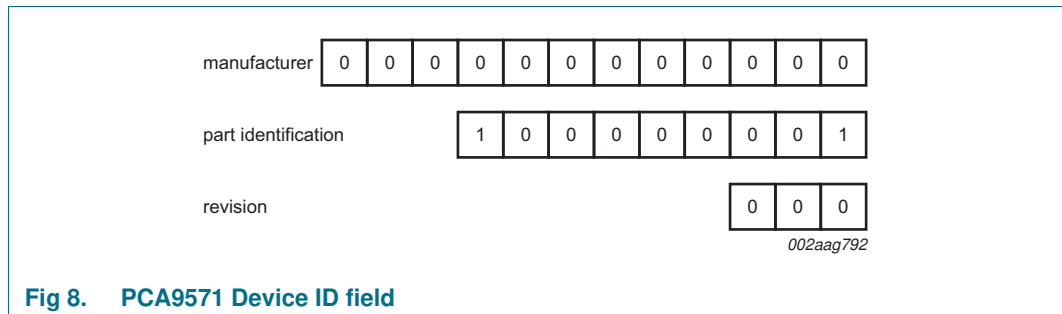 manufacturer 0 0 0 0 0 0 0 0 0 0 0 0
part identification 1 0 0 0 0 0 0 0 1
revision 0 0 0
002aag792
Fig 8. PCA9571 Device ID field